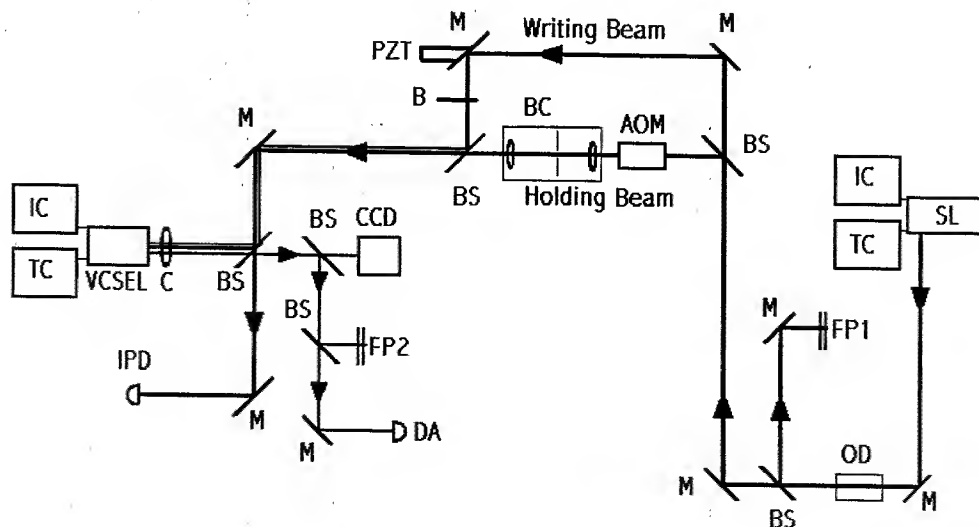 M
Writing Beam
M
PZT
B
BC
AOM
M
BS
BS
Holding Beam
IC
SL
TC
IC
TC
VCSEL
C
BS
BS
CCD
BS
FP2
M
FP1
IPD
M
M
DA
M
BS
OD
M